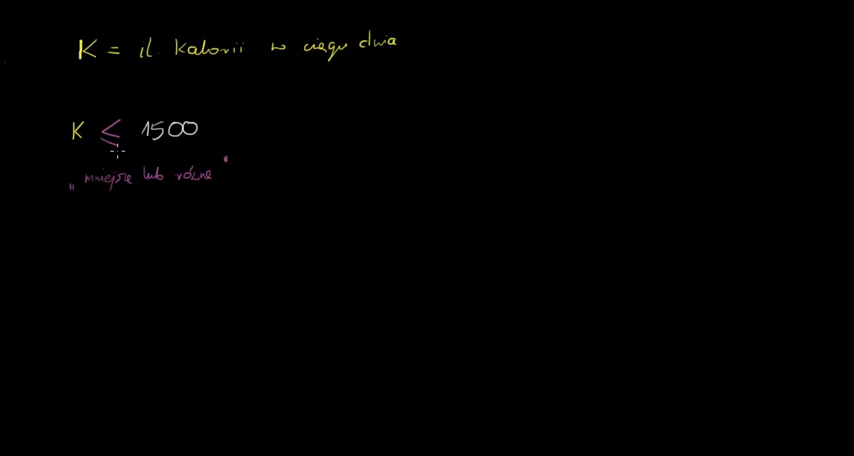 K = il. kalorii w ciągu dnia
K ≤ 1500
„mniejsze lub równe"